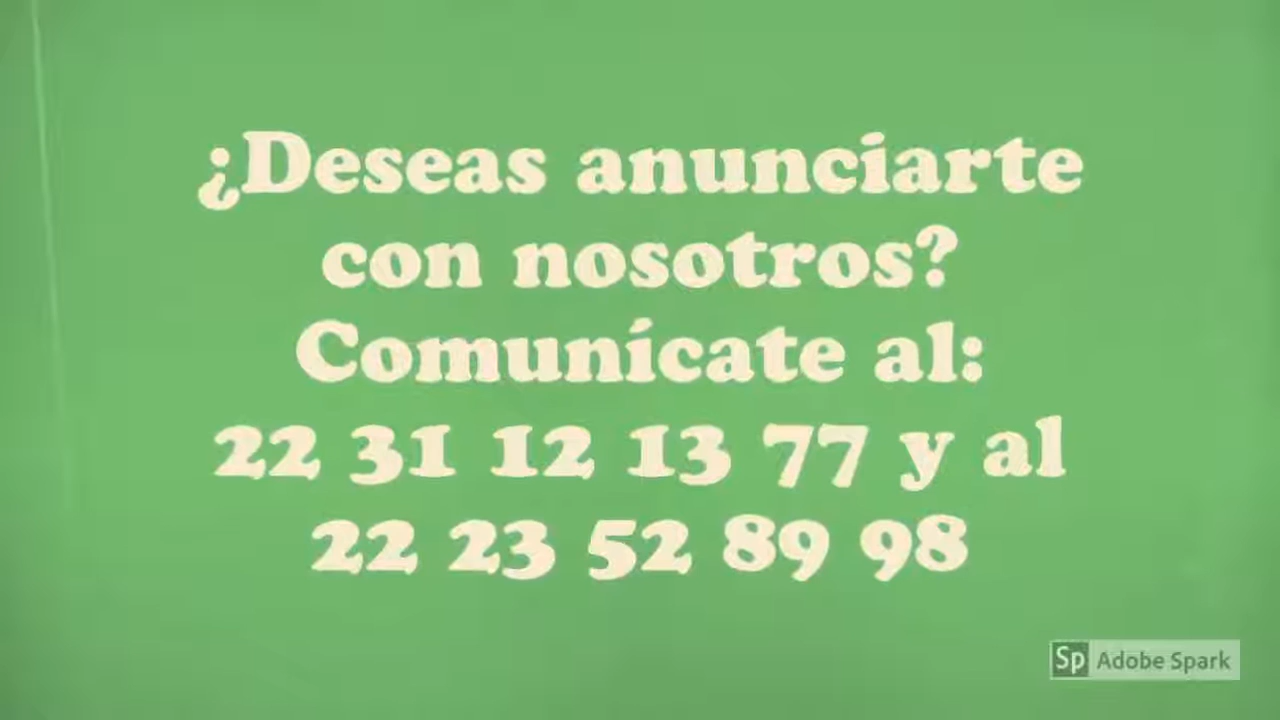 ¿Deseas anunciarte
con nosotros?
Comunícate al:
22 31 12 13 77 y al
22 23 52 89 98
Sp Adobe Spark